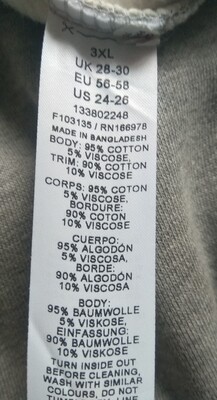 3XL
UK 28-30
EU 56-58
US 24-26
133802248
F103135 / RN166978
MADE IN BANGLADESH
BODY: 95% COTTON
5% VISCOSE,
TRIM: 90% COTTON
10% VISCOSE,
CORPS: 95% COTON
5% VISCOSE,
BORDURE:
90% COTON
10% VISCOSE,
CUERPO:
95% ALGODÓN
5% VISCOSA,
BORDE:
90% ALGODÓN
10% VISCOSA,
BODY:
95% BAUMWOLLE
5% VISKOSE,
EINFASSUNG:
90% BAUMWOLLE
10% VISKOSE,
TURN INSIDE OUT
BEFORE CLEANING,
WASH WITH SIMILAR
COLOURS, DO NOT